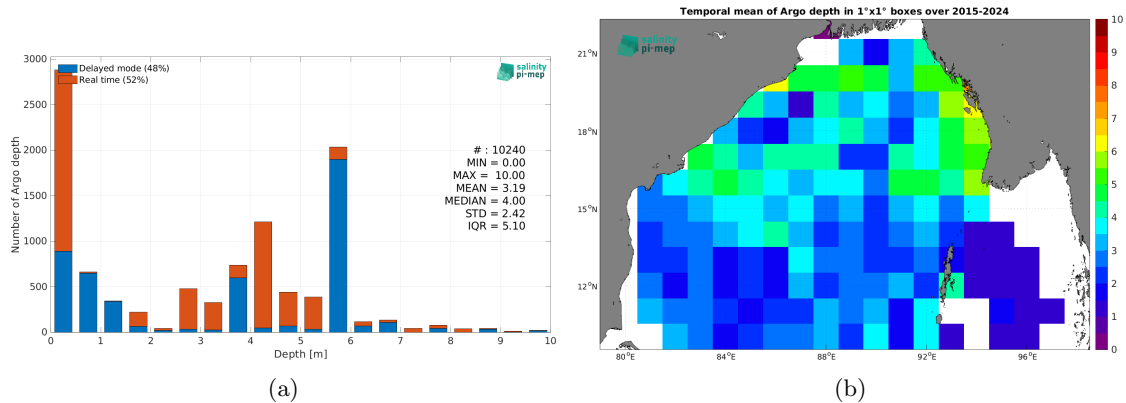 3000
2500
2000
1500
1000
500
0
Number of Argo depth
Delayed mode (48%)
Real time (52%)
salinity
pi-mep
# : 10240
MIN = 0.00
MAX = 10.00
MEAN = 3.19
MEDIAN = 4.00
STD = 2.42
IQR = 5.10
0 1 2 3 4 5 6 7 8 9 10
Depth [m]
(a)
Temporal mean of Argo depth in 1°x1° boxes over 2015-2024
salinity
pi-mep
21°N
18°N
15°N
12°N
80°E 84°E 88°E 92°E 96°E
10
9
8
7
6
5
4
3
2
1
0
(b)